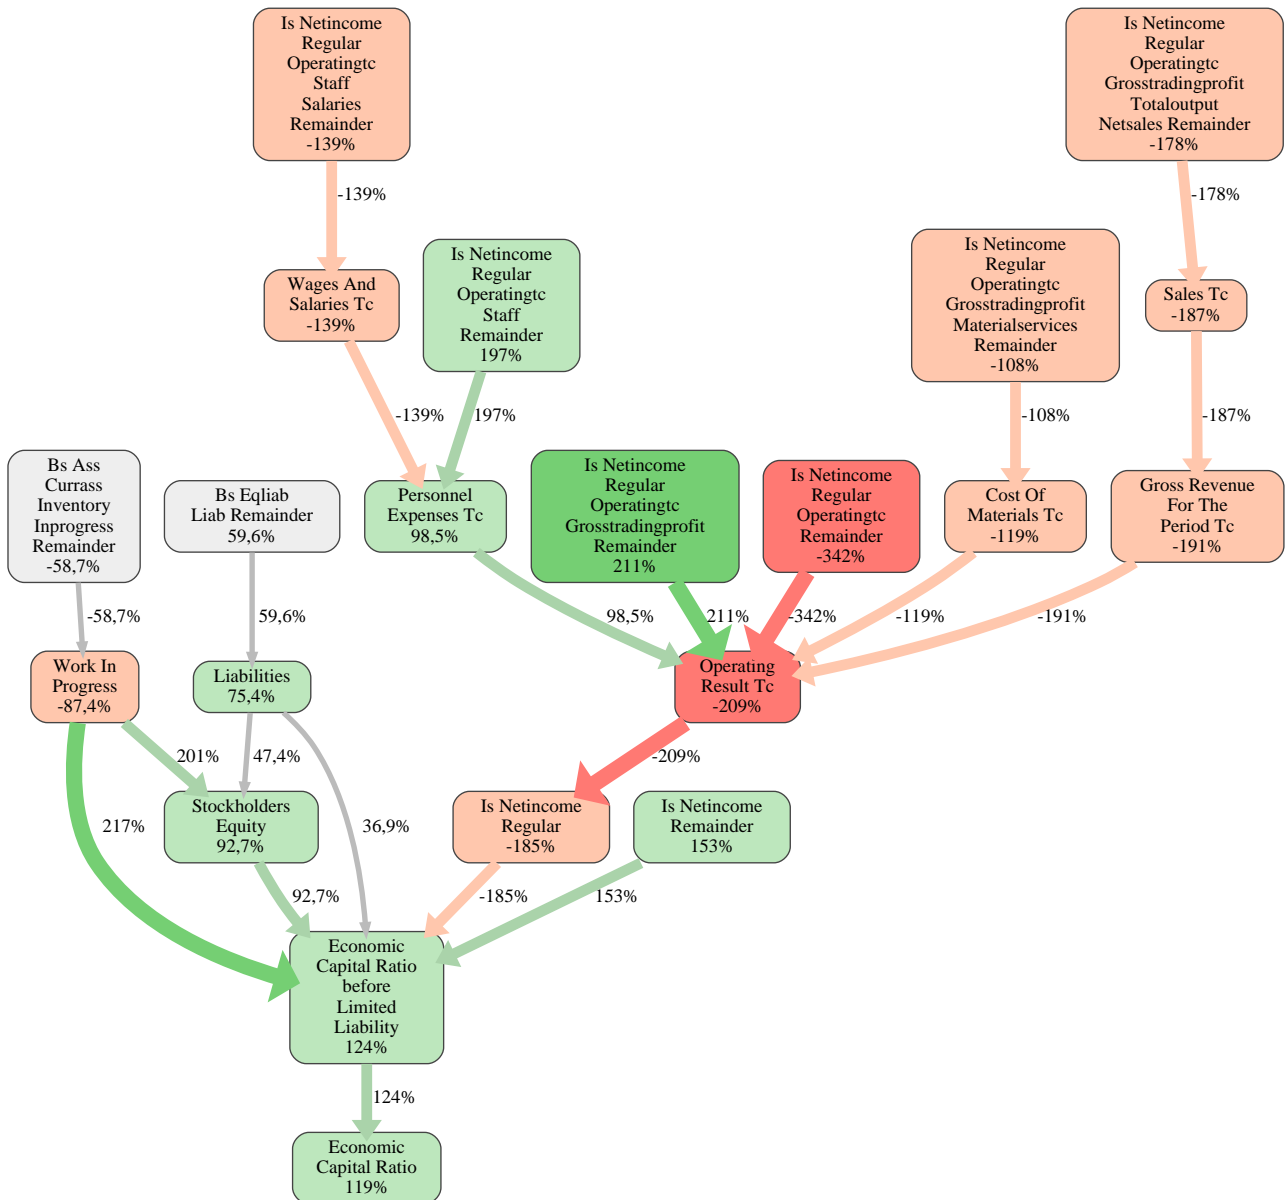 Is Netincome
Regular
Operatingtc
Staff
Salaries
Remainder
-139%
Is Netincome
Regular
Operatingtc
Grosstradingprofit
Totaloutput
Netsales Remainder
-178%
-139%
-178%
Wages And
Salaries Tc
-139%
Is Netincome
Regular
Operatingtc
Staff
Remainder
197%
Is Netincome
Regular
Operatingtc
Grosstradingprofit
Materialservices
Remainder
-108%
Sales Tc
-187%
-139%
197%
-108%
-187%
Bs Ass
Currass
Inventory
Inprogress
Remainder
-58,7%
Bs Eqliab
Liab Remainder
59,6%
Personnel
Expenses Tc
98,5%
Is Netincome
Regular
Operatingtc
Grosstradingprofit
Remainder
211%
Is Netincome
Regular
Operatingtc
Remainder
-342%
Cost Of
Materials Tc
-119%
Gross Revenue
For The
Period Tc
-191%
-58,7%
59,6%
98,5%
211%
-342%
-119%
-191%
Work In
Progress
-87,4%
Liabilities
75,4%
Operating
Result Tc
-209%
201%
47,4%
-209%
217%
Stockholders
Equity
92,7%
36,9%
Is Netincome
Regular
-185%
Is Netincome
Remainder
153%
92,7%
-185%
153%
Economic
Capital Ratio
before
Limited
Liability
124%
124%
Economic
Capital Ratio
119%